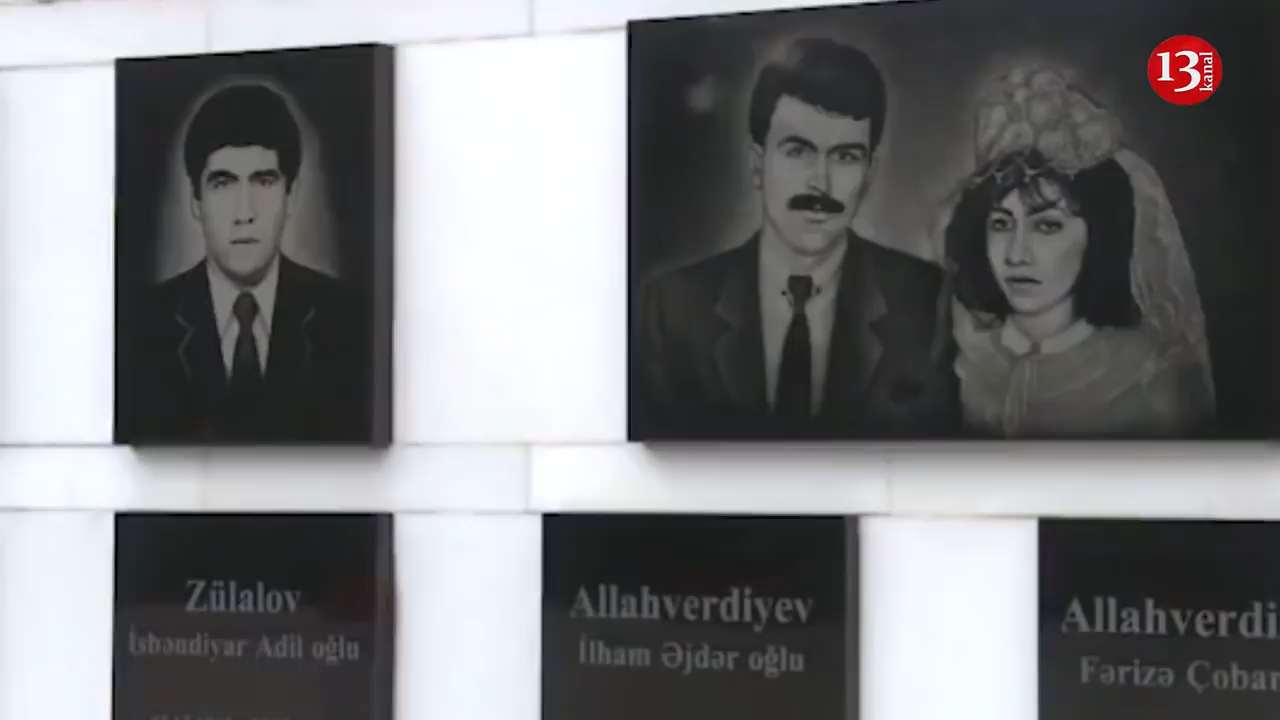 13
kanal
Zülalov
İsbəndiyar Adil oğlu
Allahverdiyev
İlham Əjdər oğlu
Allahverdi
Fərizə Çoban